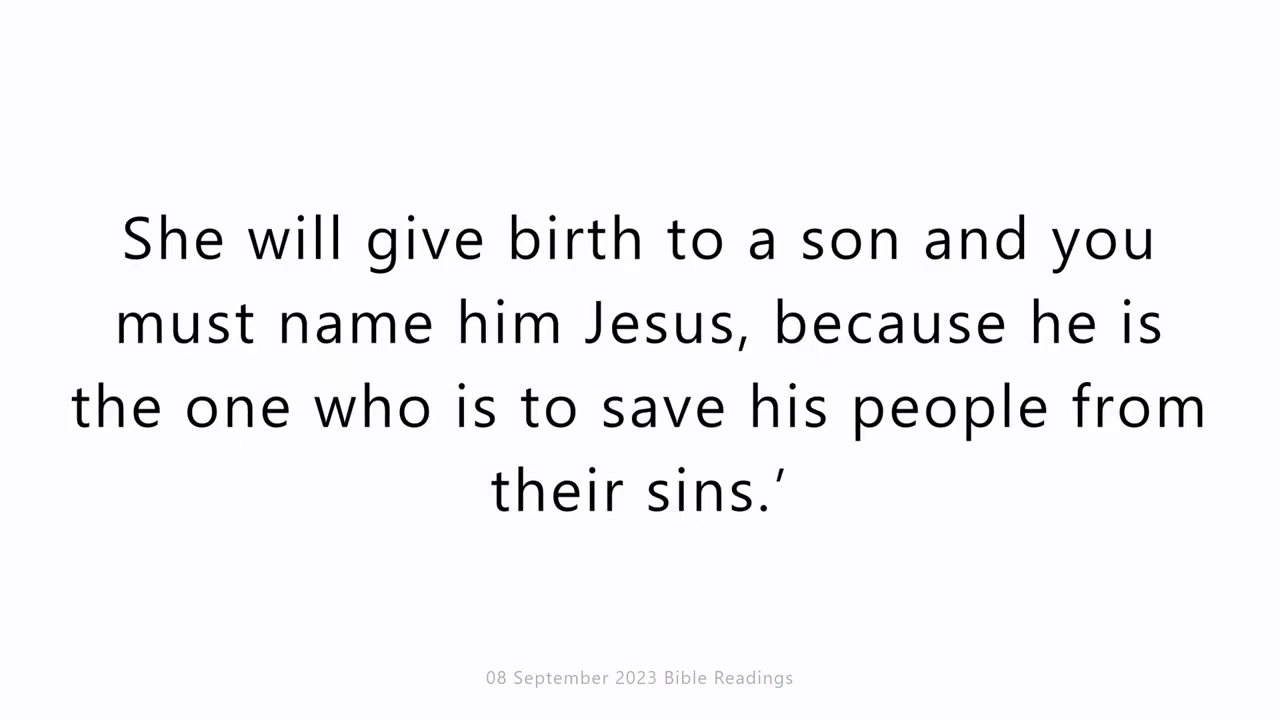 She will give birth to a son and you
must name him Jesus, because he is
the one who is to save his people from
their sins.’
08 September 2023 Bible Readings